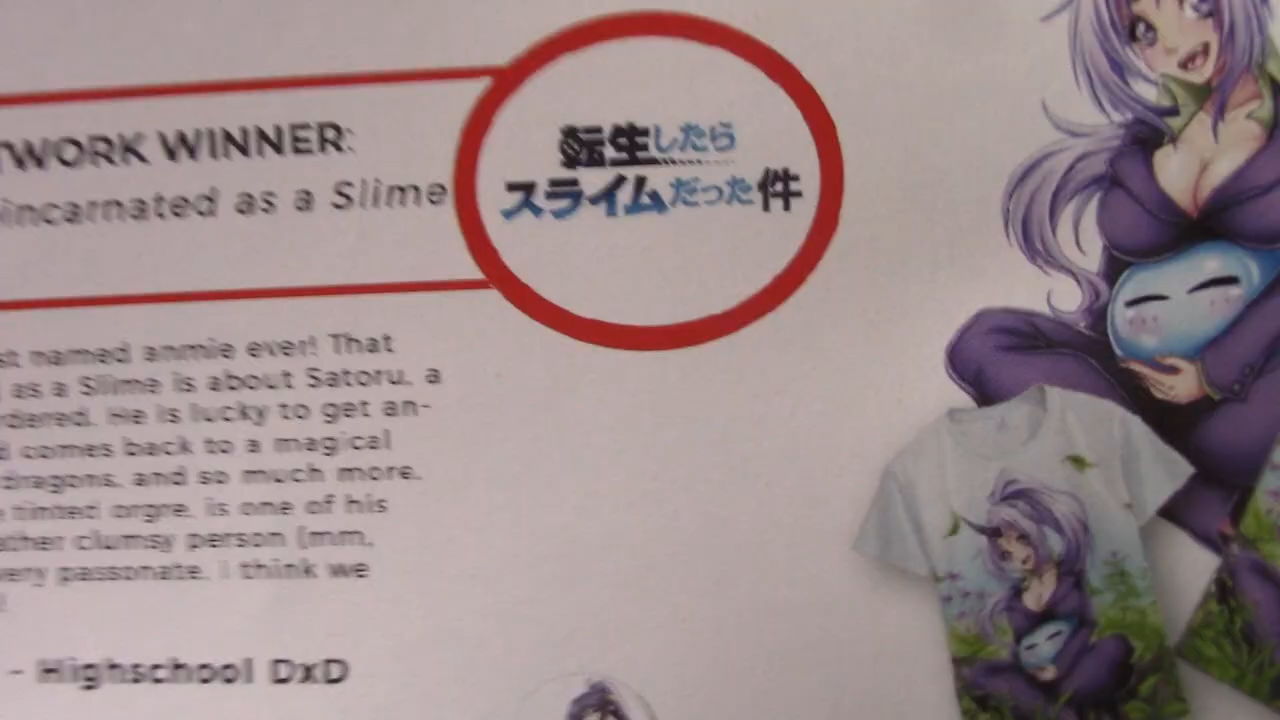 TWORK WINNER:
incarnated as a Slime
転生したら
スライムだった件
st named anmie ever! That
as a Slime is about Satoru, a
rdered. He is lucky to get an-
d comes back to a magical
dragons, and so much more.
e tinted orgre, is one of his
ather clumsy person (mm,
very passonate. I think we
- Highschool DxD